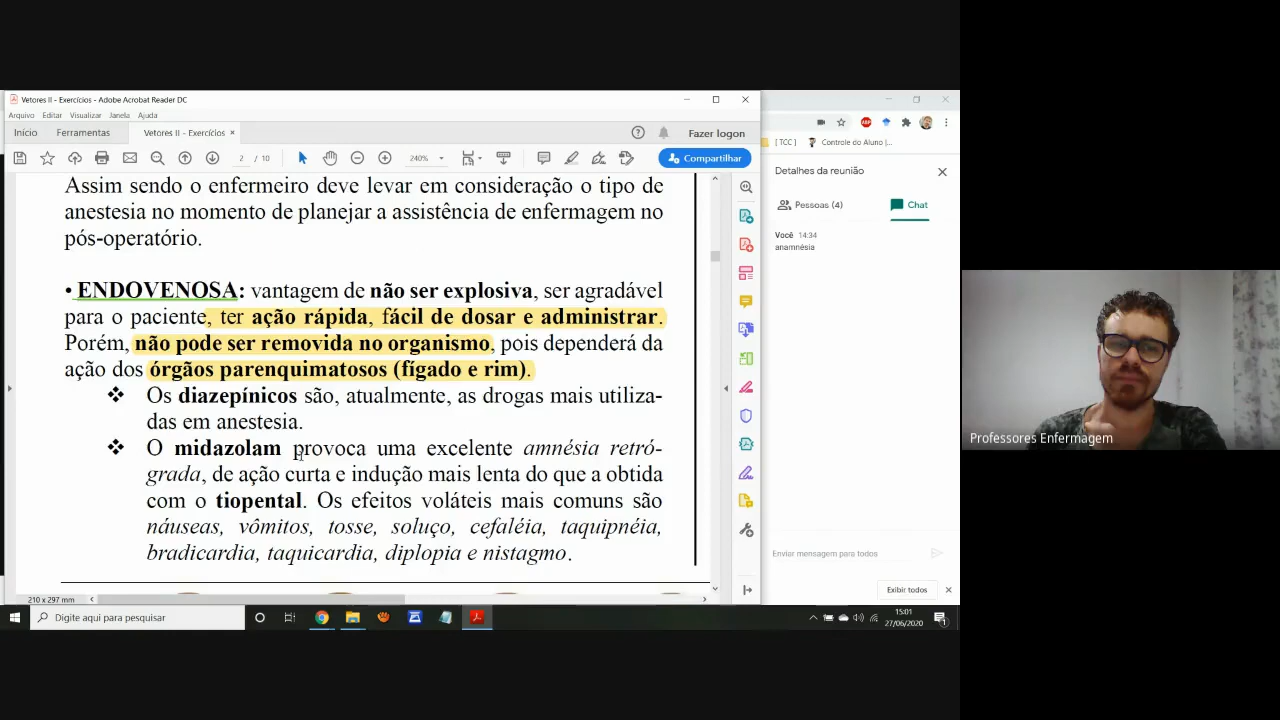 Vetores II - Exercícios - Adobe Acrobat Reader DC
Arquivo Editar Visualizar Janela Ajuda
Início Ferramentas Vetores II - Exercícios × Fazer logon
2 / 10 240% Compartilhar
Assim sendo o enfermeiro deve levar em consideração o tipo de
anestesia no momento de planejar a assistência de enfermagem no
pós-operatório.
• ENDOVENOSA: vantagem de não ser explosiva, ser agradável
para o paciente, ter ação rápida, fácil de dosar e administrar.
Porém, não pode ser removida no organismo, pois dependerá da
ação dos órgãos parenquimatosos (fígado e rim).
❖ Os diazepínicos são, atualmente, as drogas mais utiliza-
das em anestesia.
❖ O midazolam provoca uma excelente amnésia retró-
grada, de ação curta e indução mais lenta do que a obtida
com o tiopental. Os efeitos voláteis mais comuns são
náuseas, vômitos, tosse, soluço, cefaléia, taquipnéia,
bradicardia, taquicardia, diplopia e nistagmo.
210 x 297 mm
[ TCC ] Controle do Aluno |
Detalhes da reunião
Pessoas (4) Chat
Você 14:34
anamnésia
Enviar mensagem para todos
Exibir todos
Professores Enfermagem
Digite aqui para pesquisar
15:01
27/06/2020